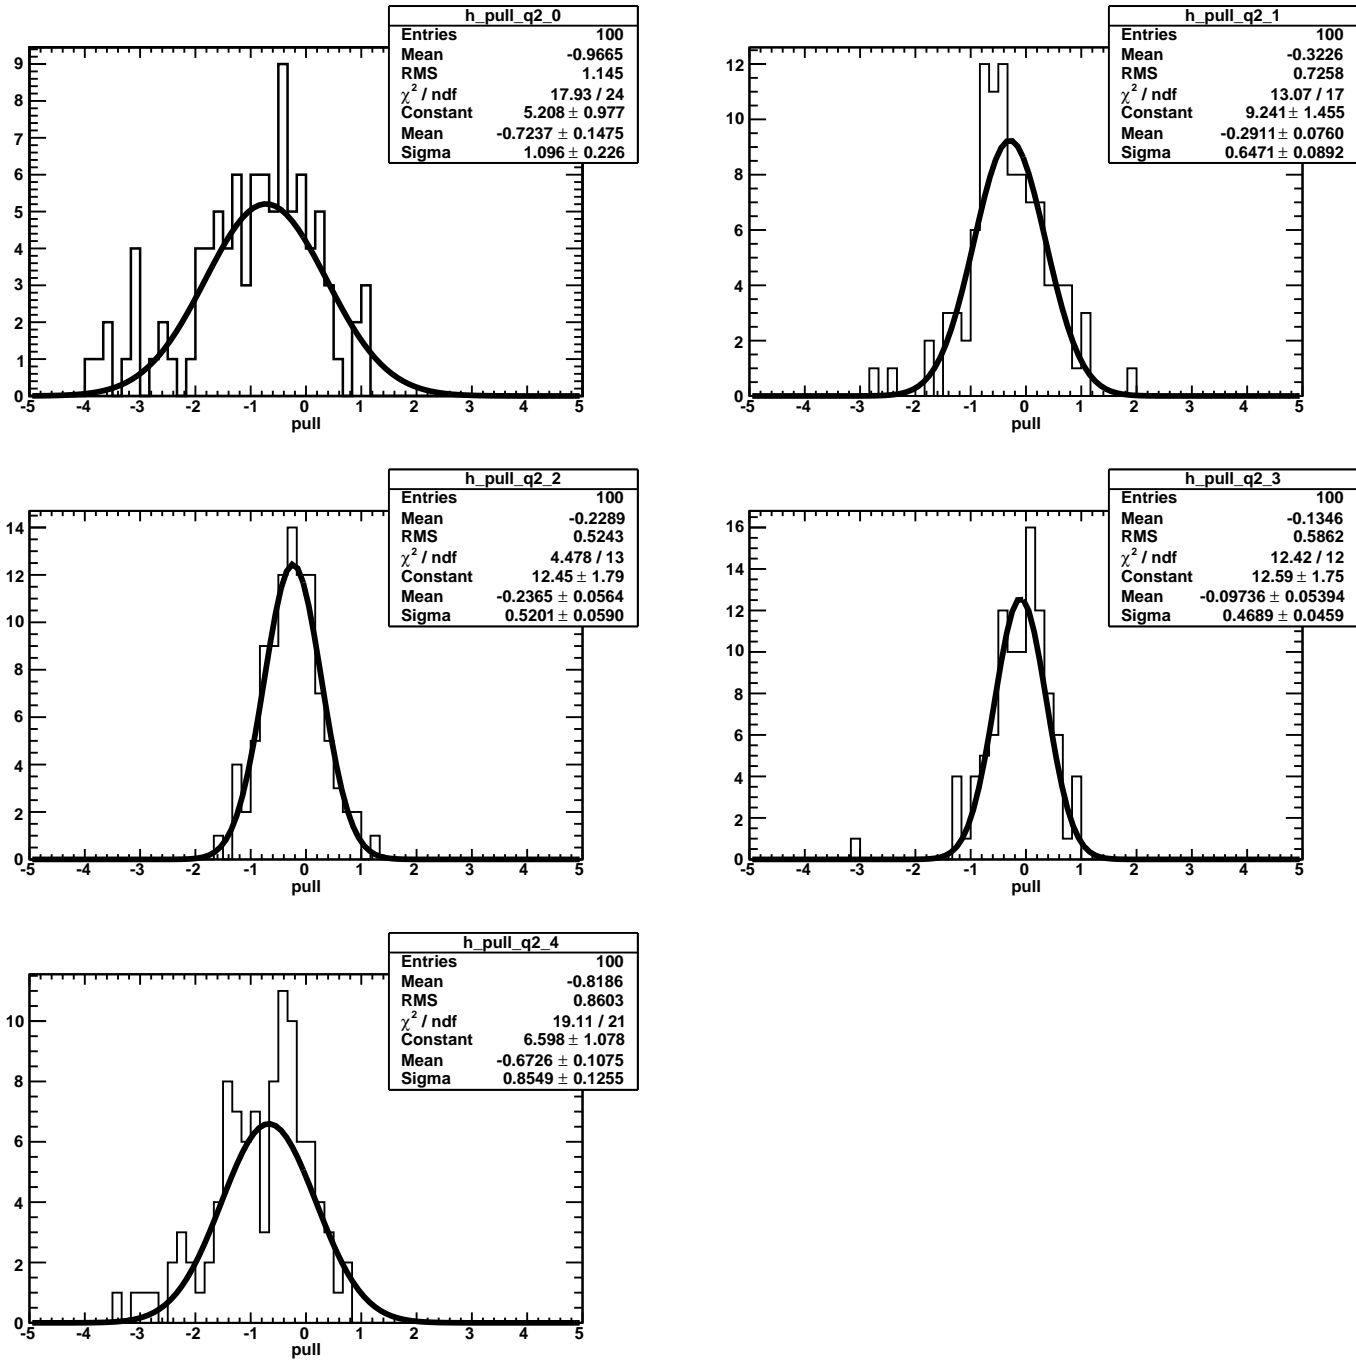 h_pull_q2_0
Entries 100
Mean -0.9665
RMS 1.145
χ² / ndf 17.93 / 24
Constant 5.208 ± 0.977
Mean -0.7237 ± 0.1475
Sigma 1.096 ± 0.226
9
8
7
6
5
4
3
2
1
0
-5 -4 -3 -2 -1 0 1 2 3 4 5
pull
h_pull_q2_1
Entries 100
Mean -0.3226
RMS 0.7258
χ² / ndf 13.07 / 17
Constant 9.241 ± 1.455
Mean -0.2911 ± 0.0760
Sigma 0.6471 ± 0.0892
12
10
8
6
4
2
0
-5 -4 -3 -2 -1 0 1 2 3 4 5
pull
h_pull_q2_2
Entries 100
Mean -0.2289
RMS 0.5243
χ² / ndf 4.478 / 13
Constant 12.45 ± 1.79
Mean -0.2365 ± 0.0564
Sigma 0.5201 ± 0.0590
14
12
10
8
6
4
2
0
-5 -4 -3 -2 -1 0 1 2 3 4 5
pull
h_pull_q2_3
Entries 100
Mean -0.1346
RMS 0.5862
χ² / ndf 12.42 / 12
Constant 12.59 ± 1.75
Mean -0.09736 ± 0.05394
Sigma 0.4689 ± 0.0459
16
14
12
10
8
6
4
2
0
-5 -4 -3 -2 -1 0 1 2 3 4 5
pull
h_pull_q2_4
Entries 100
Mean -0.8186
RMS 0.8603
χ² / ndf 19.11 / 21
Constant 6.598 ± 1.078
Mean -0.6726 ± 0.1075
Sigma 0.8549 ± 0.1255
10
8
6
4
2
0
-5 -4 -3 -2 -1 0 1 2 3 4 5
pull